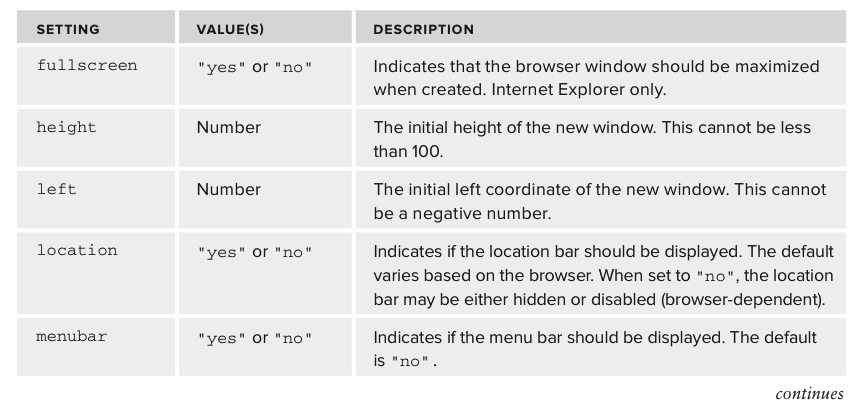 SETTING VALUE(S) DESCRIPTION
fullscreen "yes" or "no" Indicates that the browser window should be maximized
when created. Internet Explorer only.
height Number The initial height of the new window. This cannot be less
than 100.
left Number The initial left coordinate of the new window. This cannot
be a negative number.
location "yes" or "no" Indicates if the location bar should be displayed. The default
varies based on the browser. When set to "no", the location
bar may be either hidden or disabled (browser-dependent).
menubar "yes" or "no" Indicates if the menu bar should be displayed. The default
is "no" .
continues